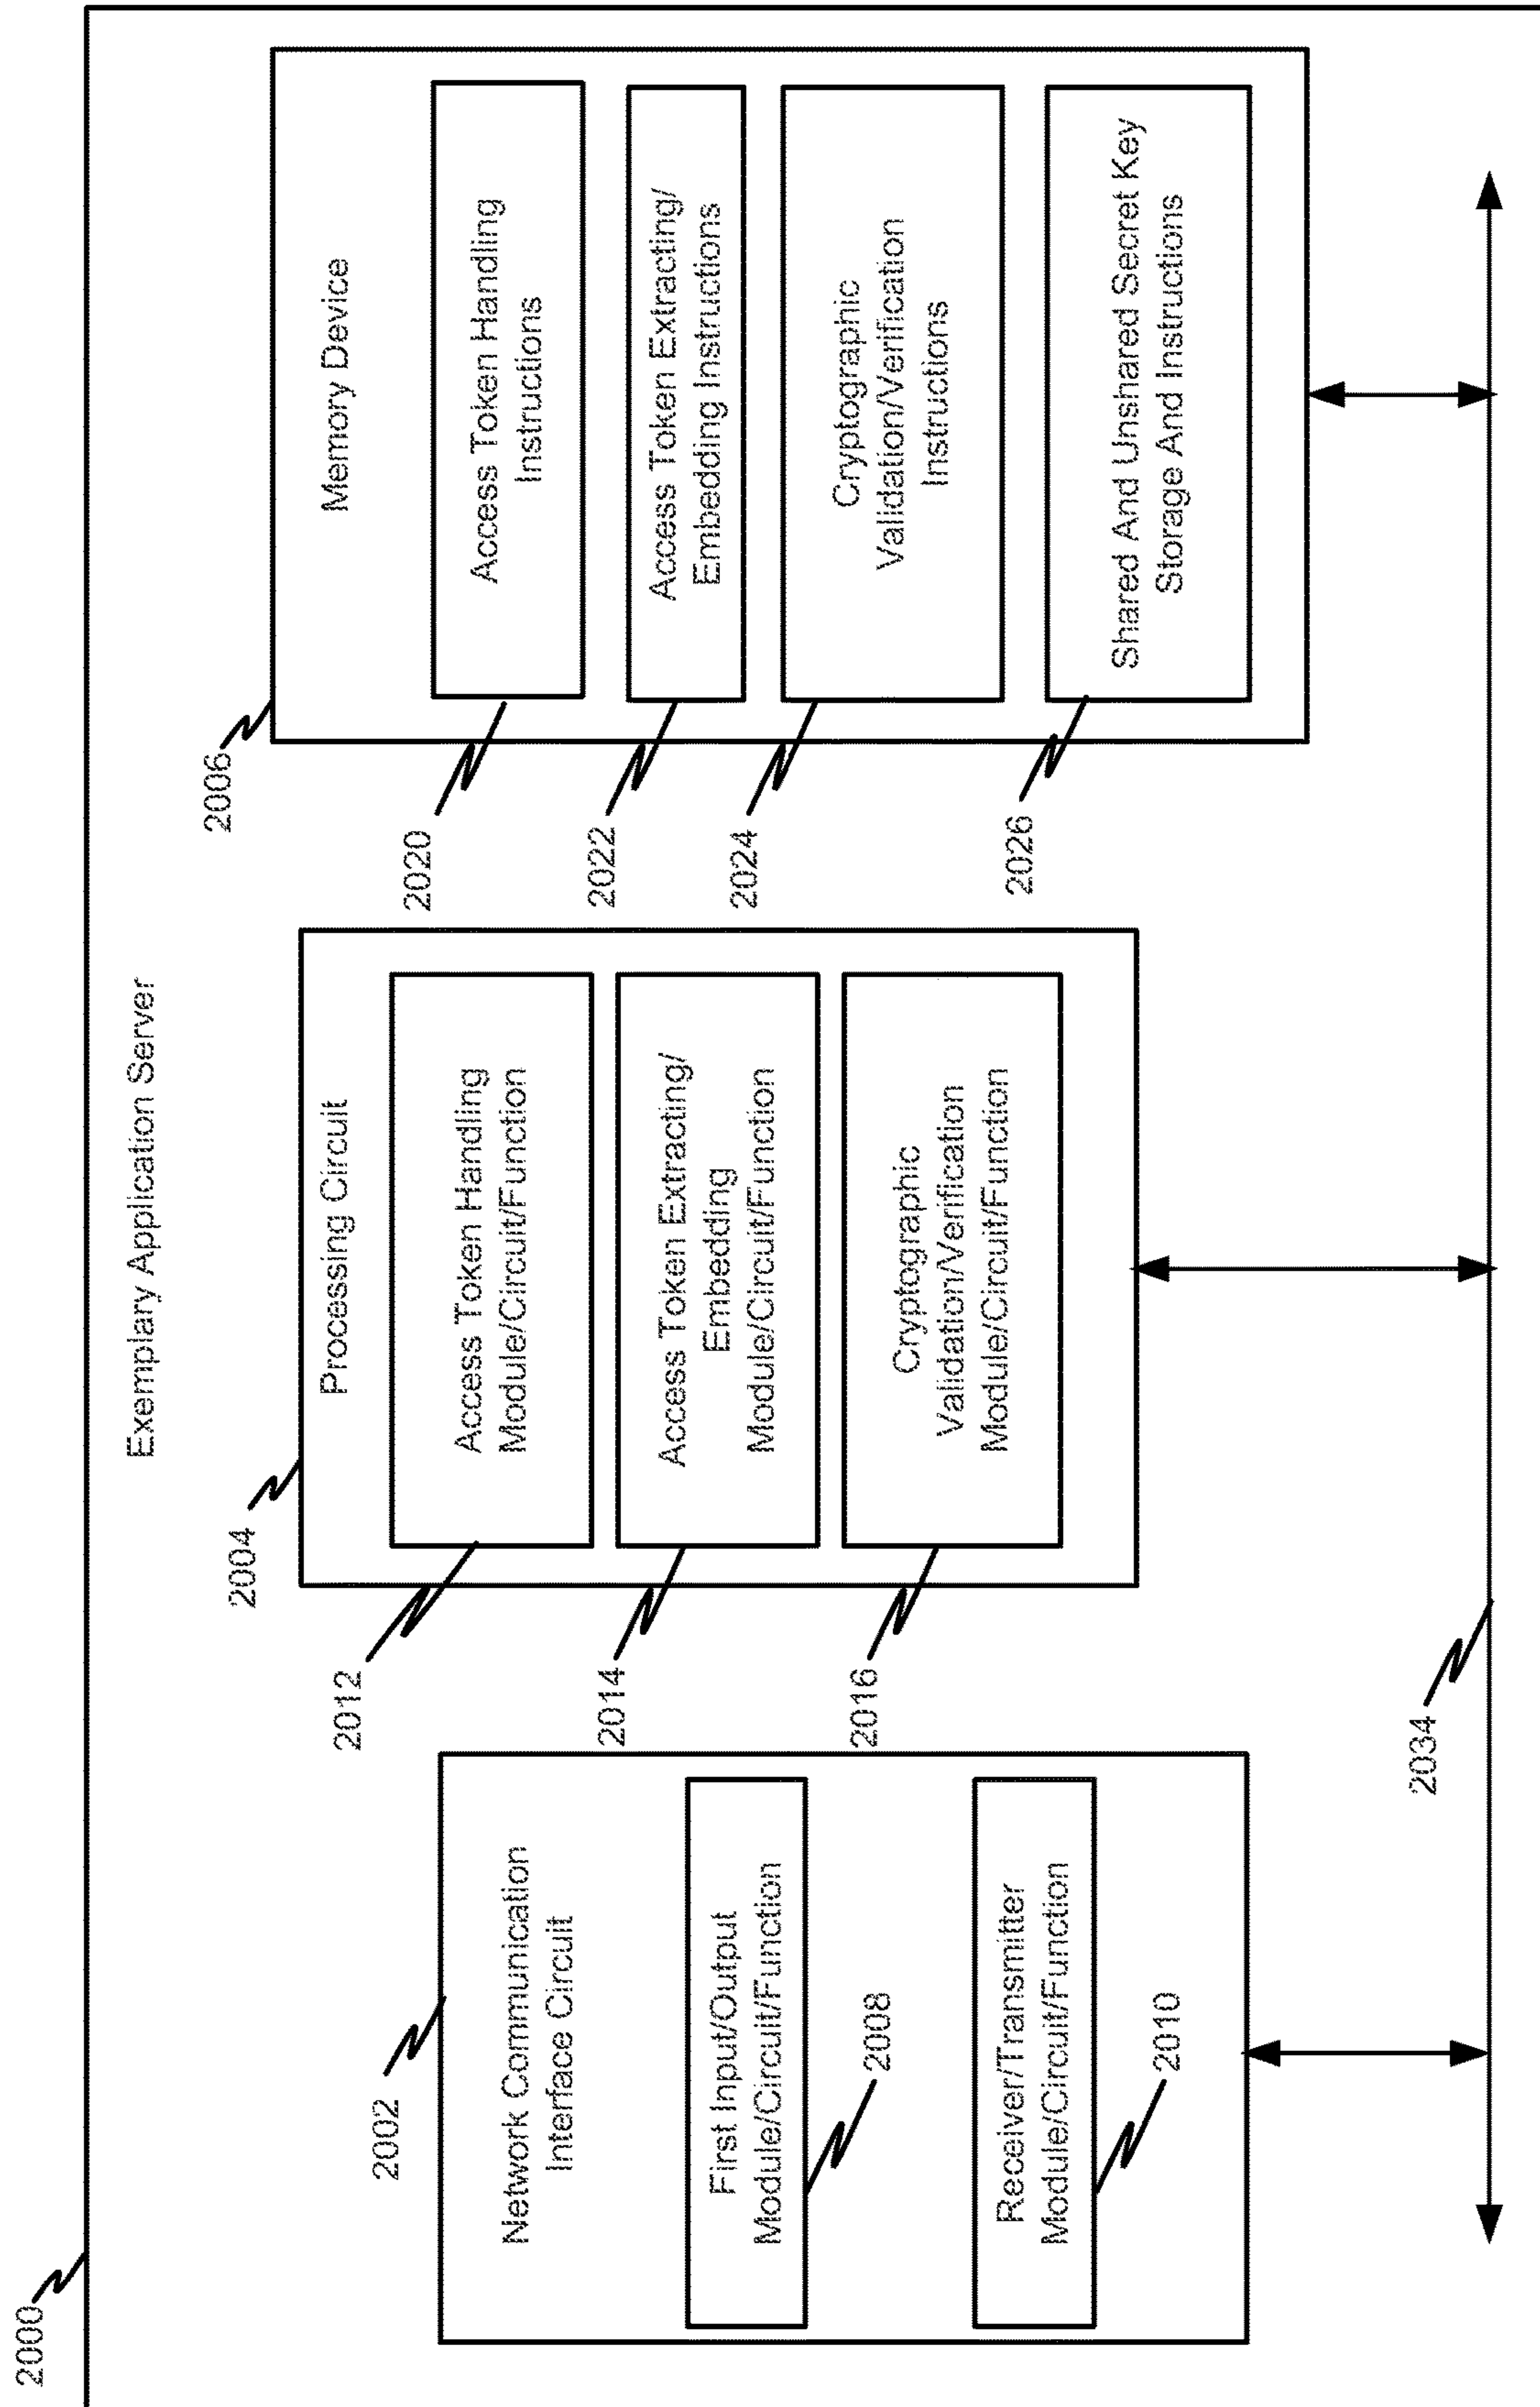 2000
Exemplary Application Server
2002
Network Communication
Interface Circuit
First Input/Output
Module/Circuit/Function
2008
Receiver/Transmitter
Module/Circuit/Function
2010
2004
Processing Circuit
2012
Access Token Handling
Module/Circuit/Function
2014
Access Token Extracting/
Embedding
Module/Circuit/Function
2016
Cryptographic
Validation/Verification
Module/Circuit/Function
2006
Memory Device
2020
Access Token Handling
Instructions
2022
Access Token Extracting/
Embedding Instructions
2024
Cryptographic
Validation/Verification
Instructions
2026
Shared And Unshared Secret Key
Storage And Instructions
2034